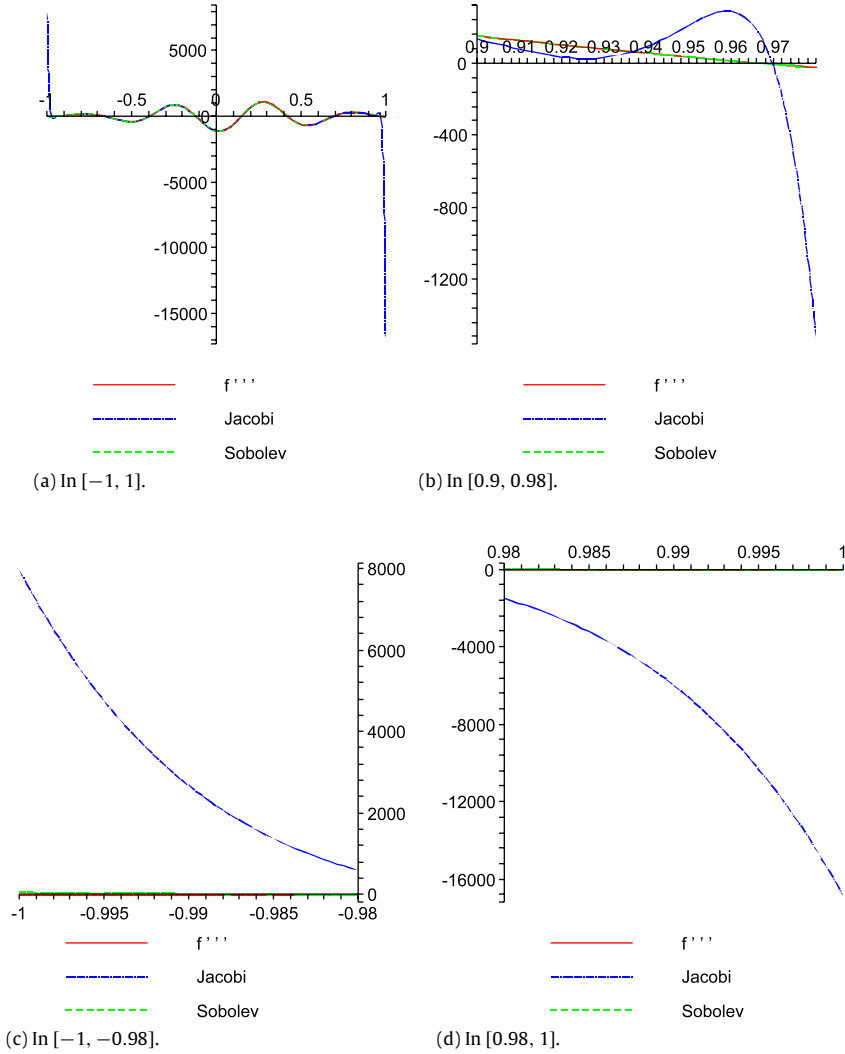 5000
-1 -0.5 0 0.5 1
0
-5000
-10000
-15000
f ' ' '
Jacobi
Sobolev
(a) In [−1, 1].
0.9 0.91 0.92 0.93 0.94 0.95 0.96 0.97
0
-400
-800
-1200
f ' ' '
Jacobi
Sobolev
(b) In [0.9, 0.98].
8000
6000
4000
2000
0
-1 -0.995 -0.99 -0.985 -0.98
f ' ' '
Jacobi
Sobolev
(c) In [−1, −0.98].
0.98 0.985 0.99 0.995 1
0
-4000
-8000
-12000
-16000
f ' ' '
Jacobi
Sobolev
(d) In [0.98, 1].